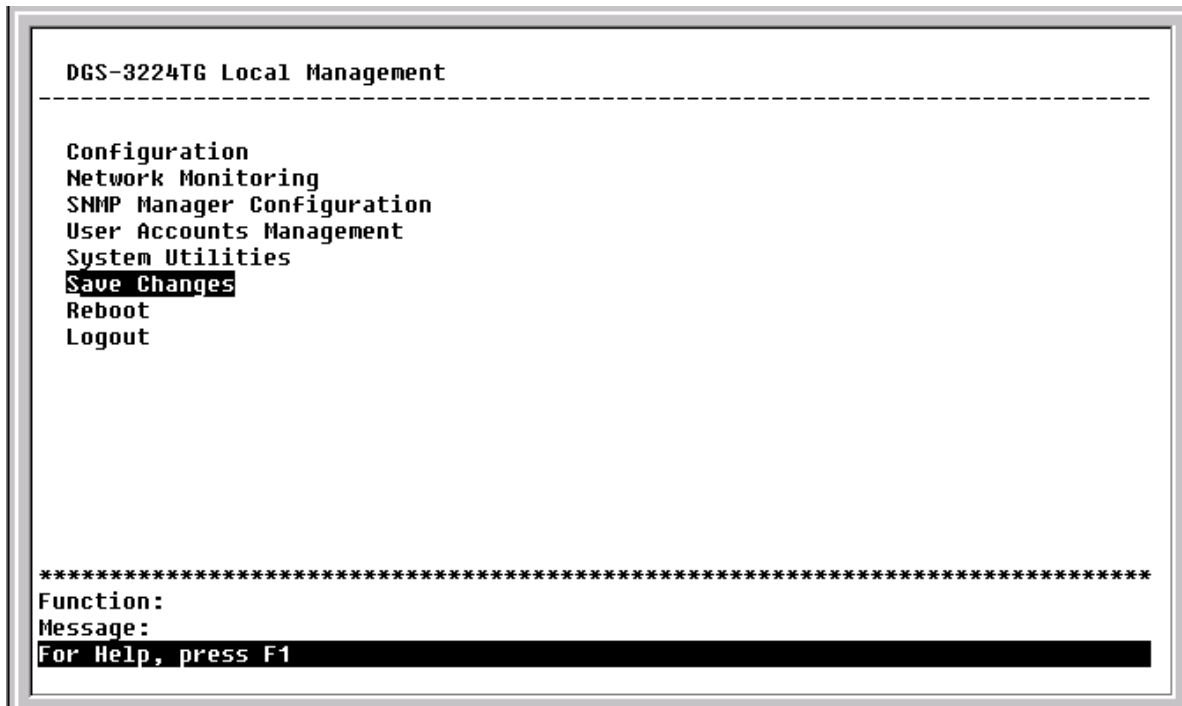 DGS-3224TG Local Management
--------------------------------------------------------------------------------
Configuration
Network Monitoring
SNMP Manager Configuration
User Accounts Management
System Utilities
Save Changes
Reboot
Logout
*******************************************************************************
Function:
Message:
For Help, press F1